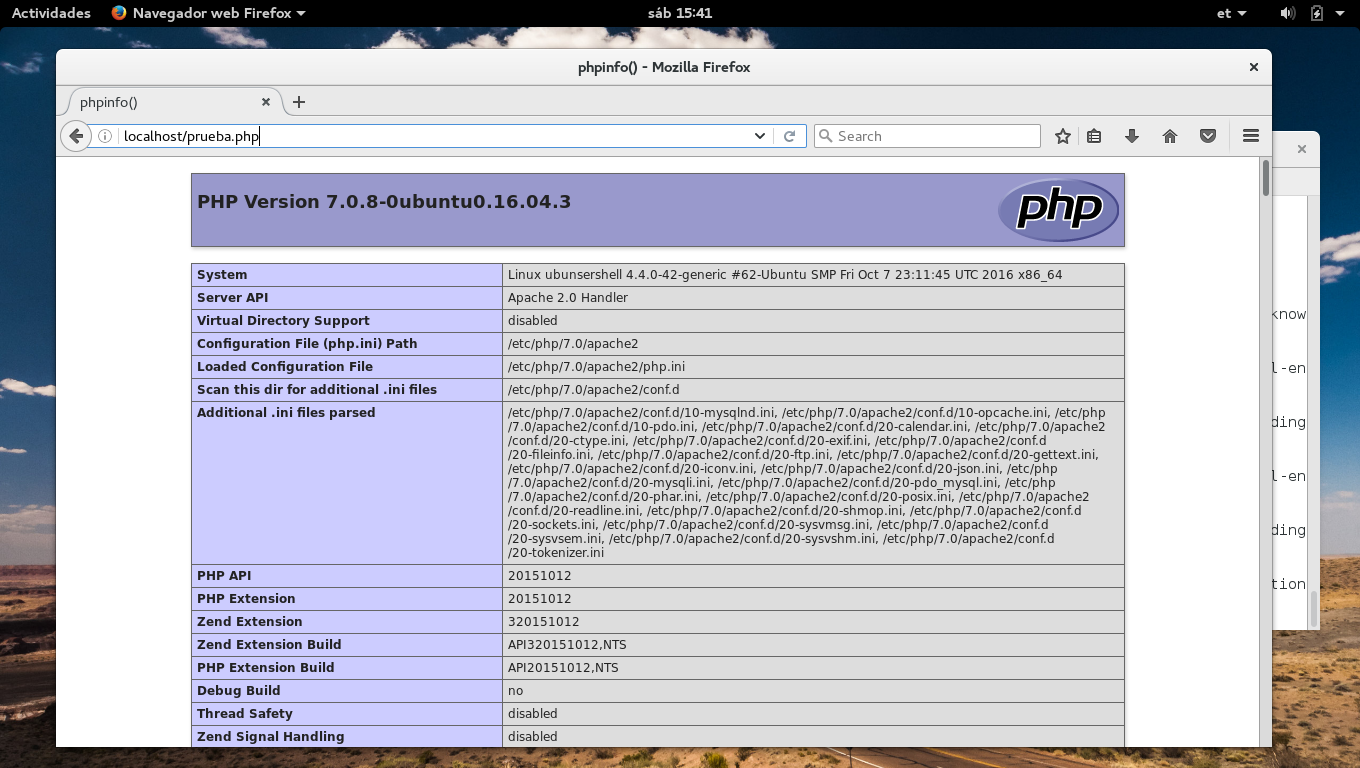 Actividades Navegador web Firefox sáb 15:41 et
phpinfo() - Mozilla Firefox
phpinfo()
localhost/prueba.php Search
PHP Version 7.0.8-0ubuntu0.16.04.3
php
System Linux ubunsershell 4.4.0-42-generic #62-Ubuntu SMP Fri Oct 7 23:11:45 UTC 2016 x86_64
Server API Apache 2.0 Handler
Virtual Directory Support disabled
Configuration File (php.ini) Path /etc/php/7.0/apache2
Loaded Configuration File /etc/php/7.0/apache2/php.ini
Scan this dir for additional .ini files /etc/php/7.0/apache2/conf.d
Additional .ini files parsed /etc/php/7.0/apache2/conf.d/10-mysqlnd.ini, /etc/php/7.0/apache2/conf.d/10-opcache.ini, /etc/php
/7.0/apache2/conf.d/10-pdo.ini, /etc/php/7.0/apache2/conf.d/20-calendar.ini, /etc/php/7.0/apache2
/conf.d/20-ctype.ini, /etc/php/7.0/apache2/conf.d/20-exif.ini, /etc/php/7.0/apache2/conf.d
/20-fileinfo.ini, /etc/php/7.0/apache2/conf.d/20-ftp.ini, /etc/php/7.0/apache2/conf.d/20-gettext.ini,
/etc/php/7.0/apache2/conf.d/20-iconv.ini, /etc/php/7.0/apache2/conf.d/20-json.ini, /etc/php
/7.0/apache2/conf.d/20-mysqli.ini, /etc/php/7.0/apache2/conf.d/20-pdo_mysql.ini, /etc/php
/7.0/apache2/conf.d/20-phar.ini, /etc/php/7.0/apache2/conf.d/20-posix.ini, /etc/php/7.0/apache2
/conf.d/20-readline.ini, /etc/php/7.0/apache2/conf.d/20-shmop.ini, /etc/php/7.0/apache2/conf.d
/20-sockets.ini, /etc/php/7.0/apache2/conf.d/20-sysvmsg.ini, /etc/php/7.0/apache2/conf.d
/20-sysvsem.ini, /etc/php/7.0/apache2/conf.d/20-sysvshm.ini, /etc/php/7.0/apache2/conf.d
/20-tokenizer.ini
PHP API 20151012
PHP Extension 20151012
Zend Extension 320151012
Zend Extension Build API320151012,NTS
PHP Extension Build API20151012,NTS
Debug Build no
Thread Safety disabled
Zend Signal Handling disabled
know
l-en
ding
l-en
ding
tion